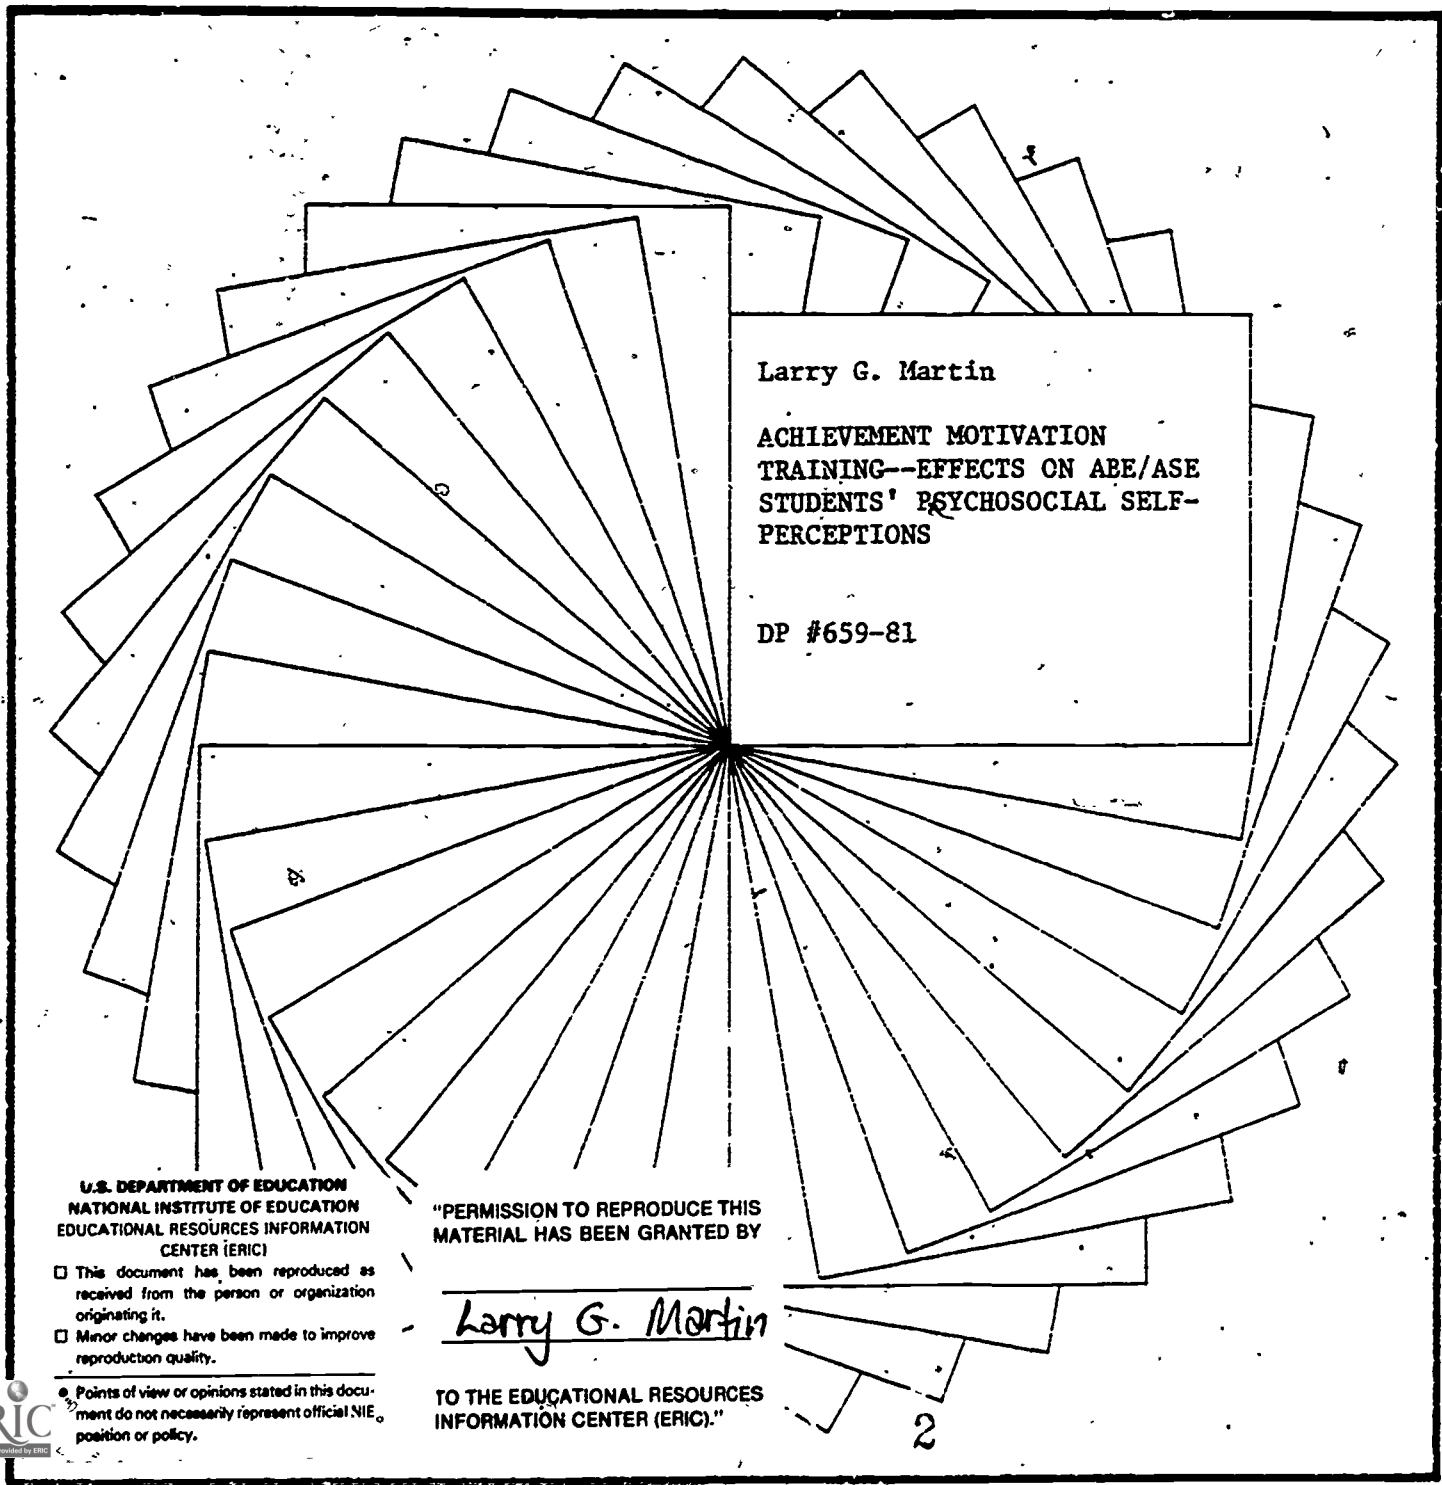 Larry G. Martin
ACHIEVEMENT MOTIVATION
TRAINING--EFFECTS ON ABE/ASE
STUDENTS' PSYCHOSOCIAL SELF-
PERCEPTIONS
DP #659-81
U.S. DEPARTMENT OF EDUCATION
NATIONAL INSTITUTE OF EDUCATION
EDUCATIONAL RESOURCES INFORMATION
CENTER (ERIC)
☐ This document has been reproduced as
received from the person or organization
originating it.
☐ Minor changes have been made to improve
reproduction quality.
● Points of view or opinions stated in this docu-
ment do not necessarily represent official NIE
position or policy.
"PERMISSION TO REPRODUCE THIS
MATERIAL HAS BEEN GRANTED BY
Larry G. Martin
TO THE EDUCATIONAL RESOURCES
INFORMATION CENTER (ERIC)."
2
RIC
Provided by ERIC